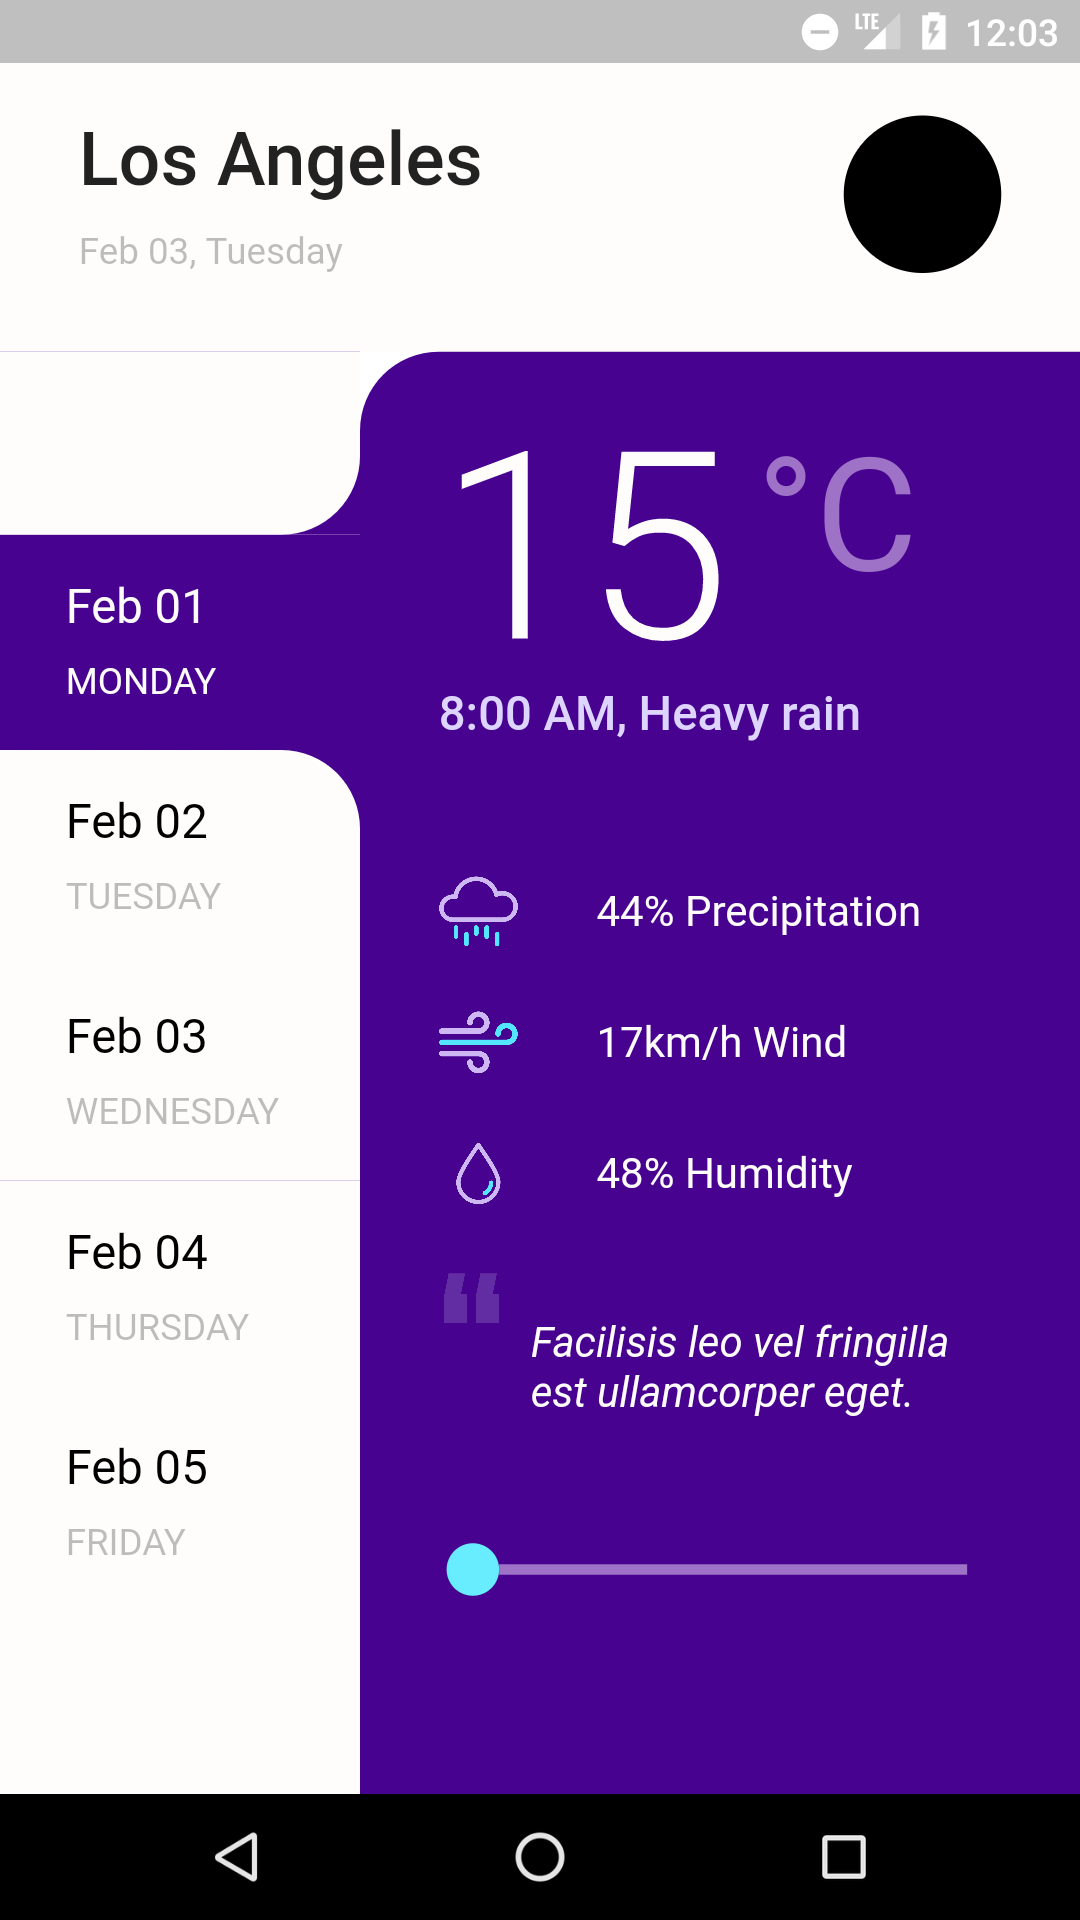 LTE 12:03
Los Angeles
Feb 03, Tuesday
15 °C
8:00 AM, Heavy rain
Feb 01
MONDAY
Feb 02
TUESDAY
Feb 03
WEDNESDAY
Feb 04
THURSDAY
Feb 05
FRIDAY
44% Precipitation
17km/h Wind
48% Humidity
“
Facilisis leo vel fringilla
est ullamcorper eget.